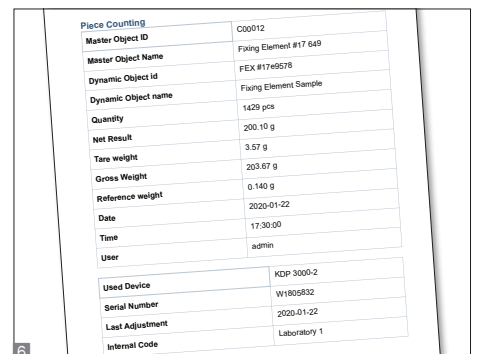 Piece Counting
Master Object ID C00012
Master Object Name Fixing Element #17 649
Dynamic Object id FEX #17e9578
Dynamic Object name Fixing Element Sample
Quantity 1429 pcs
Net Result 200.10 g
Tare weight 3.57 g
Gross Weight 203.67 g
Reference weight 0.140 g
Date 2020-01-22
Time 17:30:00
User admin
Used Device KDP 3000-2
Serial Number W1805832
Last Adjustment 2020-01-22
Internal Code Laboratory 1
6